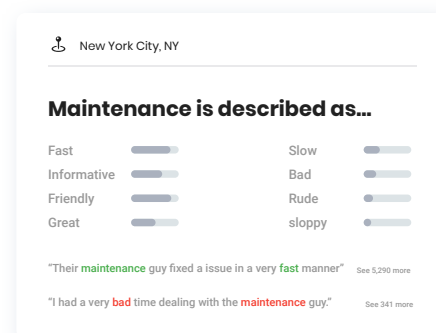 New York City, NY
Maintenance is described as...
Fast
Slow
Informative
Bad
Friendly
Rude
Great
sloppy
“Their maintenance guy fixed a issue in a very fast manner” See 5,290 more
“I had a very bad time dealing with the maintenance guy.” See 341 more